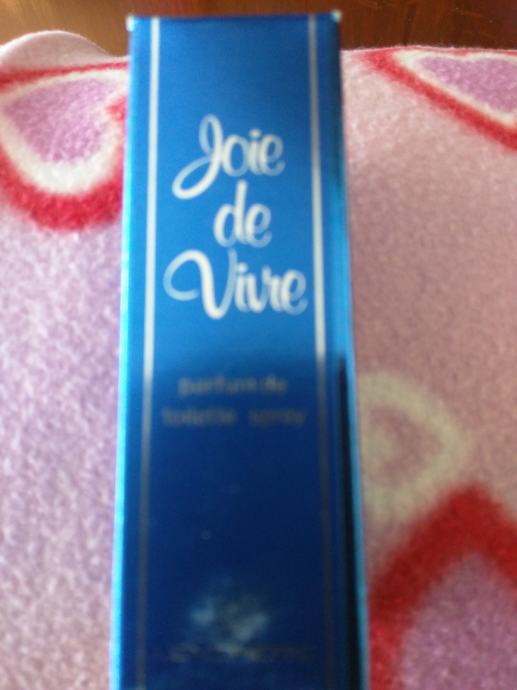 Joie
de
Vivre
parfum de
toilette spray